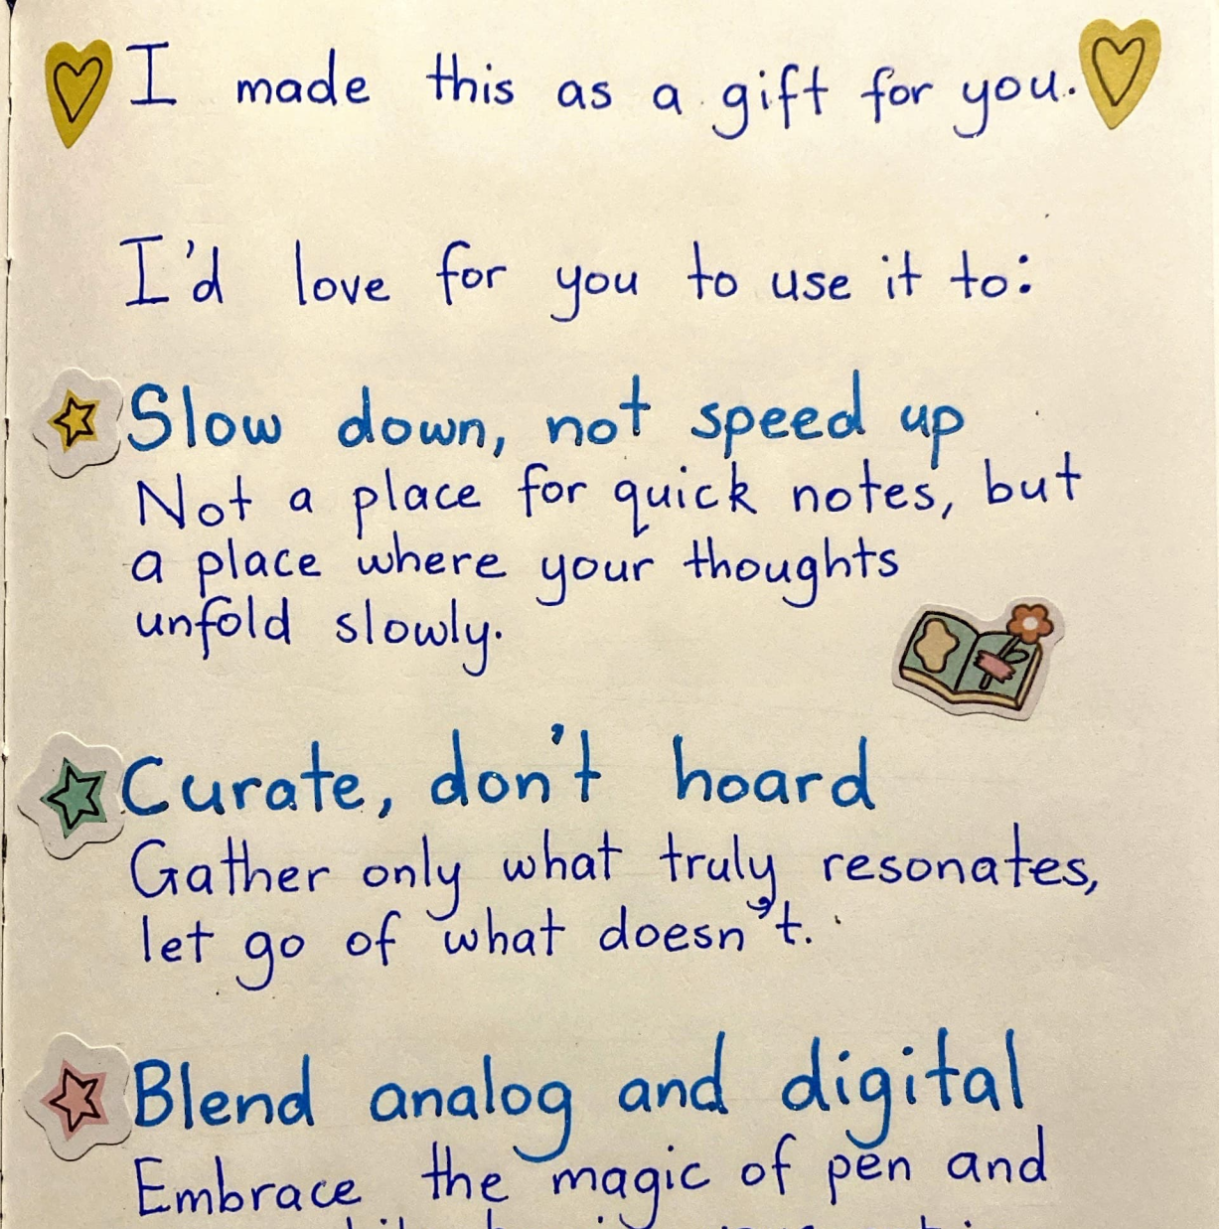 I made this as a gift for you.
I'd love for you to use it to:
Slow down, not speed up
Not a place for quick notes, but
a place where your thoughts
unfold slowly.
Curate, don't hoard
Gather only what truly resonates,
let go of what doesn't.
Blend analog and digital
Embrace the magic of pen and